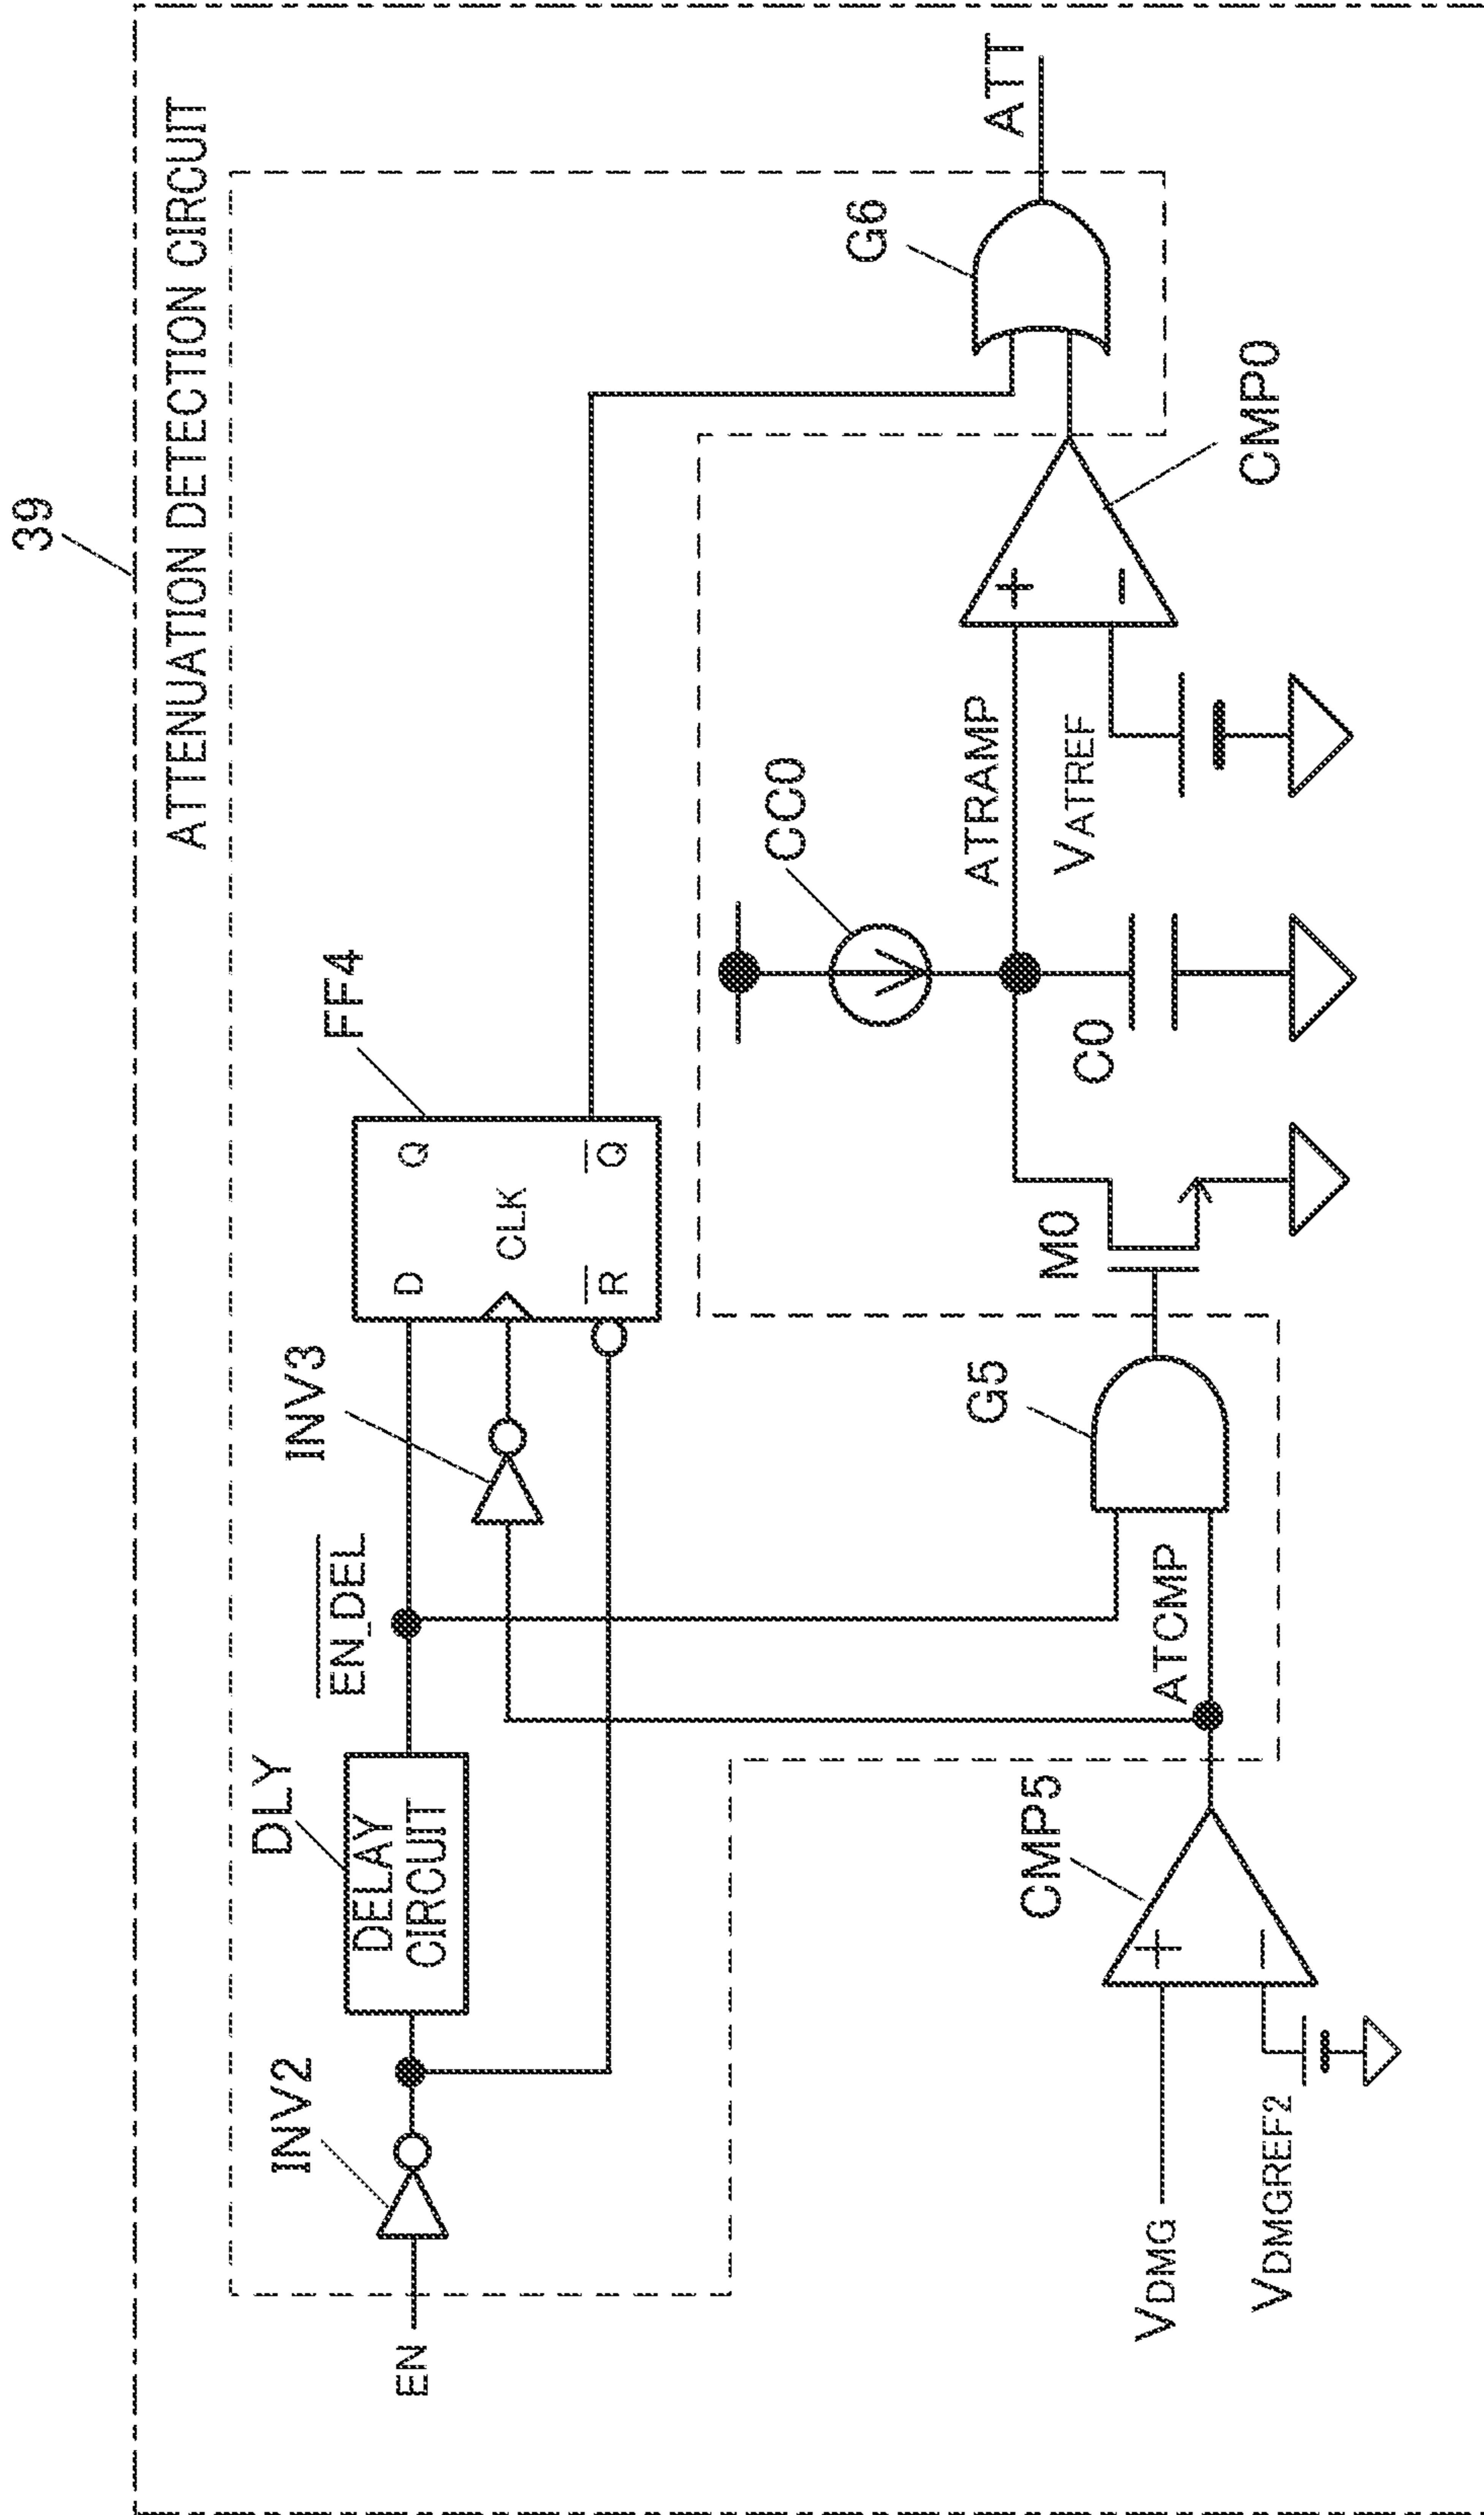 39
ATTENUATION DETECTION CIRCUIT
INV2
DLY
DELAY
CIRCUIT
EN_DEL
INV3
FF4
D
Q
CLK
R
Q
EN
CC0
G6
ATT
CMP5
VDMG
VDMGREF2
+
−
ATCMP
G5
M0
C0
ATRAMP
VATREF
+
−
CMP0